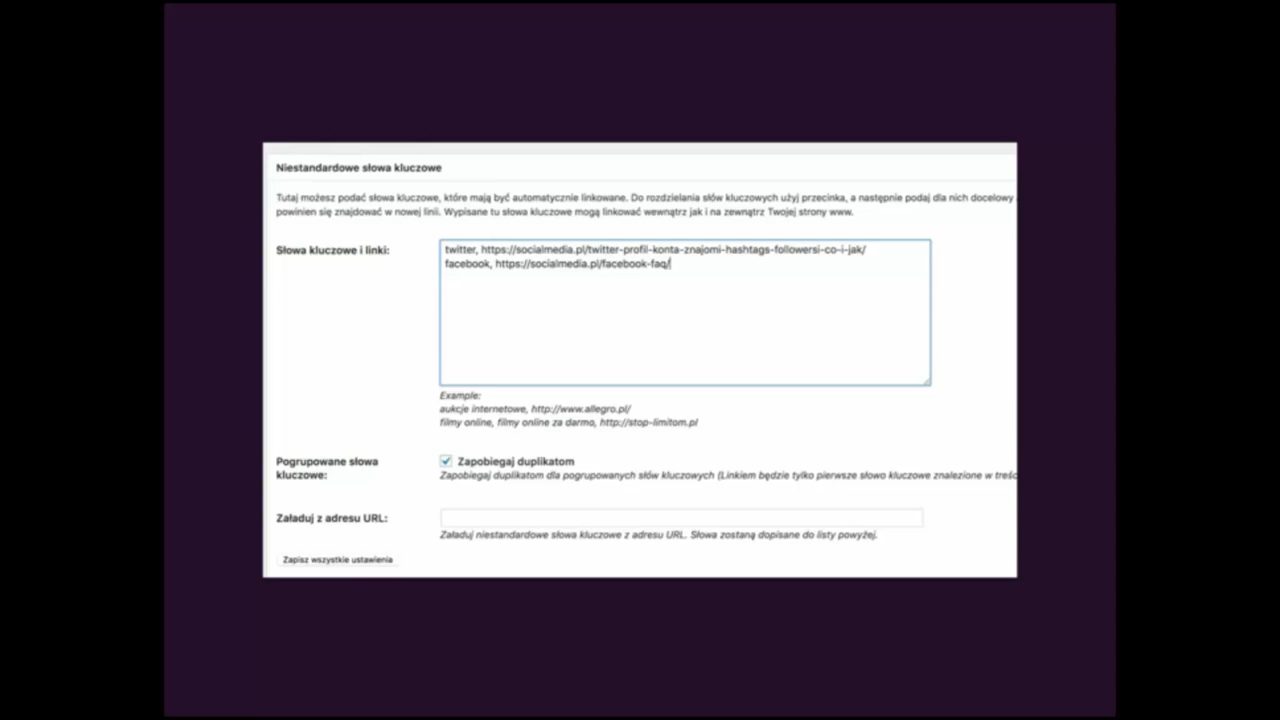 Niestandardowe słowa kluczowe
Tutaj możesz podać słowa kluczowe, które mają być automatycznie linkowane. Do rozdzielania słów kluczowych użyj przecinka, a następnie podaj dla nich docelowy
powinien się znajdować w nowej linii. Wypisane tu słowa kluczowe mogą linkować wewnątrz jak i na zewnątrz Twojej strony www.
Słowa kluczowe i linki:
twitter, https://socialmedia.pl/twitter-profil-konta-znajomi-hashtags-followersi-co-i-jak/
facebook, https://socialmedia.pl/facebook-faq/
Example:
aukcje internetowe, http://www.allegro.pl/
filmy online, filmy online za darmo, http://stop-limitom.pl
Pogrupowane słowa
kluczowe:
Zapobiegaj duplikatom
Zapobiegaj duplikatom dla pogrupowanych słów kluczowych (Linkiem będzie tylko pierwsze słowo kluczowe znalezione w treśc
Załaduj z adresu URL:
Załaduj niestandardowe słowa kluczowe z adresu URL. Słowa zostaną dopisane do listy powyżej.
Zapisz wszystkie ustawienia